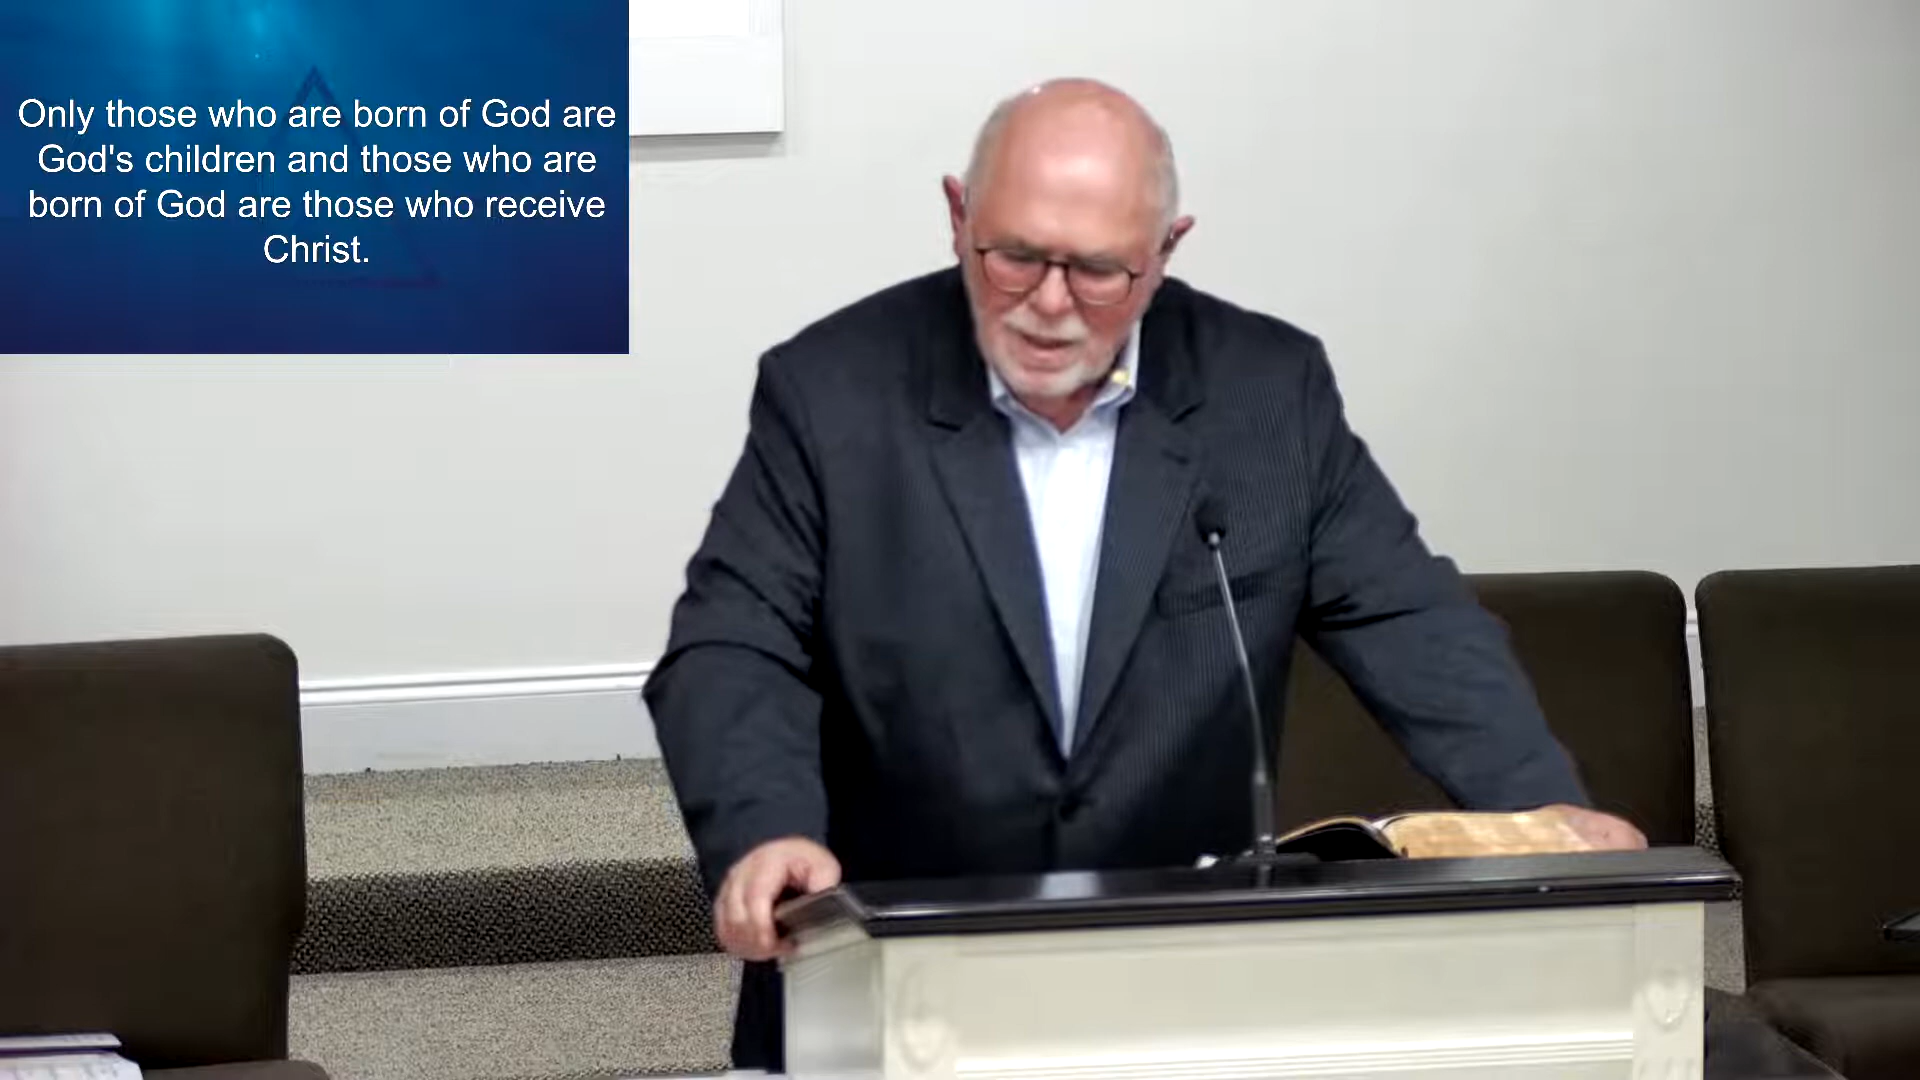 Only those who are born of God are
God's children and those who are
born of God are those who receive
Christ.